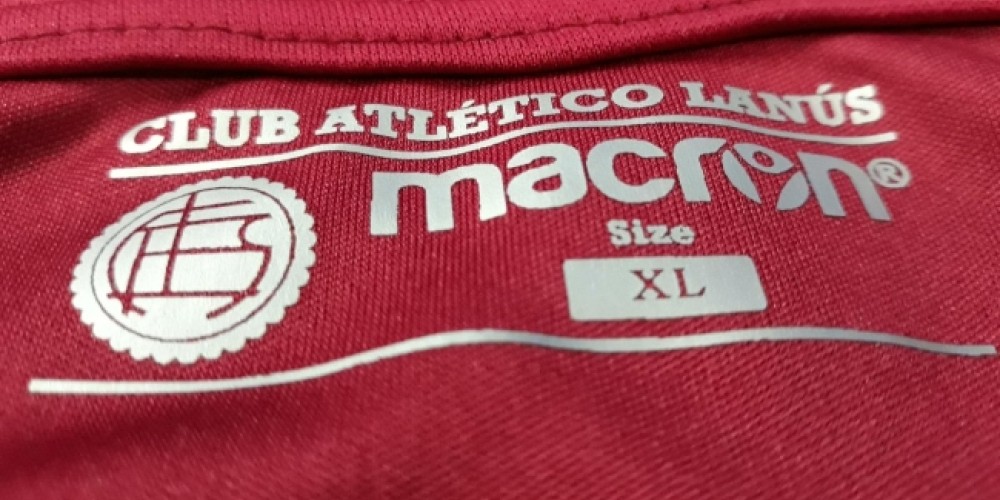 CLUB ATLÉTICO LANÚS
macron®
Size
XL